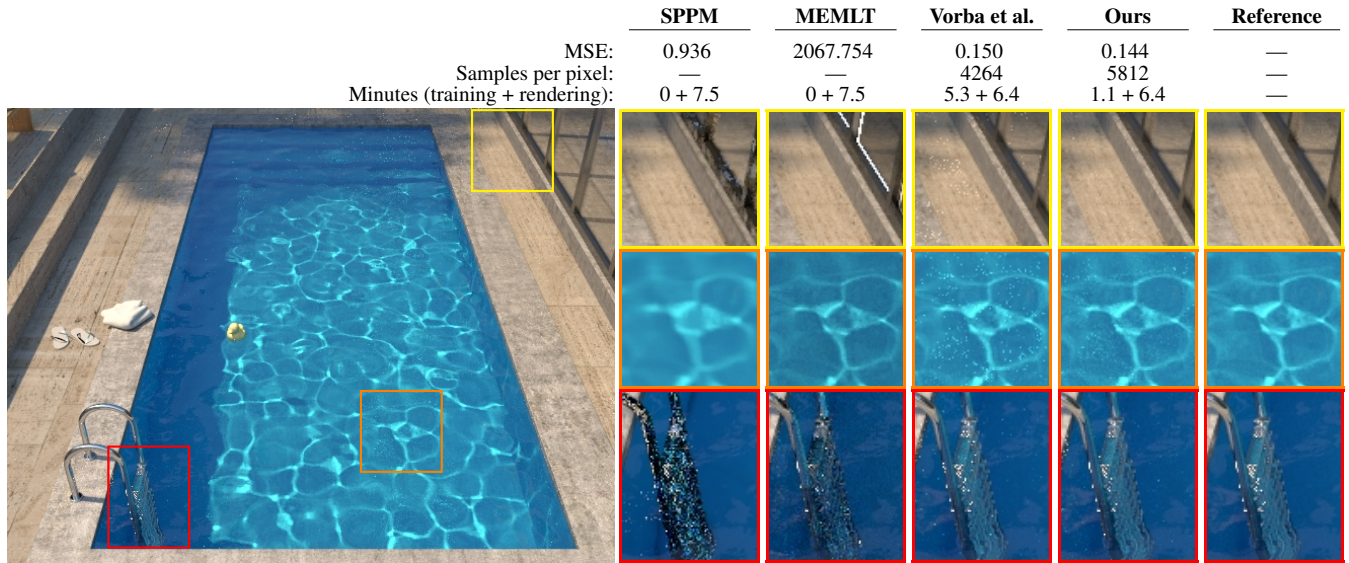 SPPM MEMLT Vorba et al. Ours Reference
MSE: 0.936 2067.754 0.150 0.144 —
Samples per pixel: — — 4264 5812 —
Minutes (training + rendering): 0 + 7.5 0 + 7.5 5.3 + 6.4 1.1 + 6.4 —